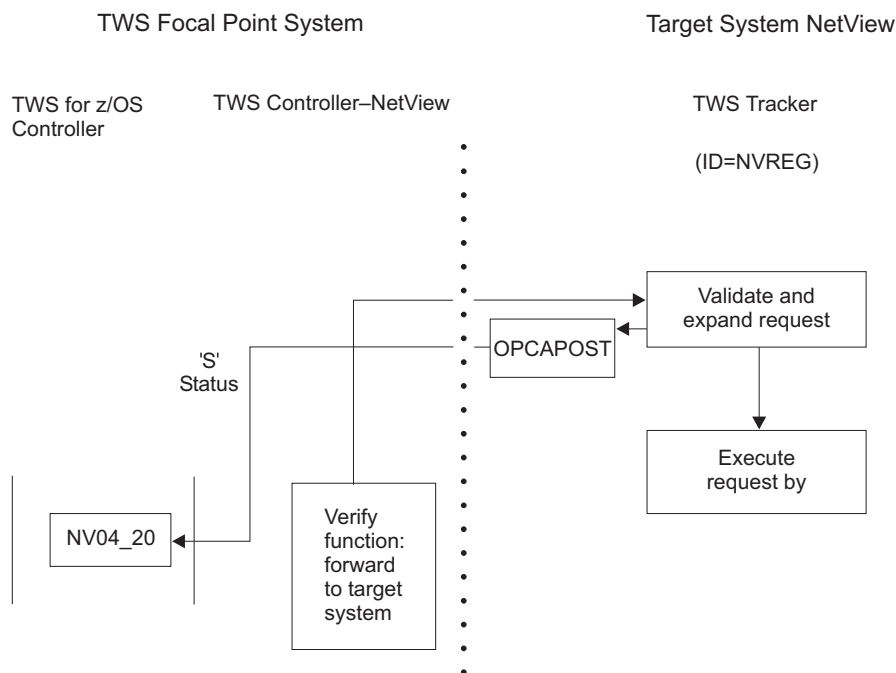 TWS Focal Point System
Target System NetView
TWS for z/OS
Controller
TWS Controller–NetView
TWS Tracker
(ID=NVREG)
Validate and
expand request
OPCAPOST
'S'
Status
Execute
request by
NV04_20
Verify
function:
forward
to target
system